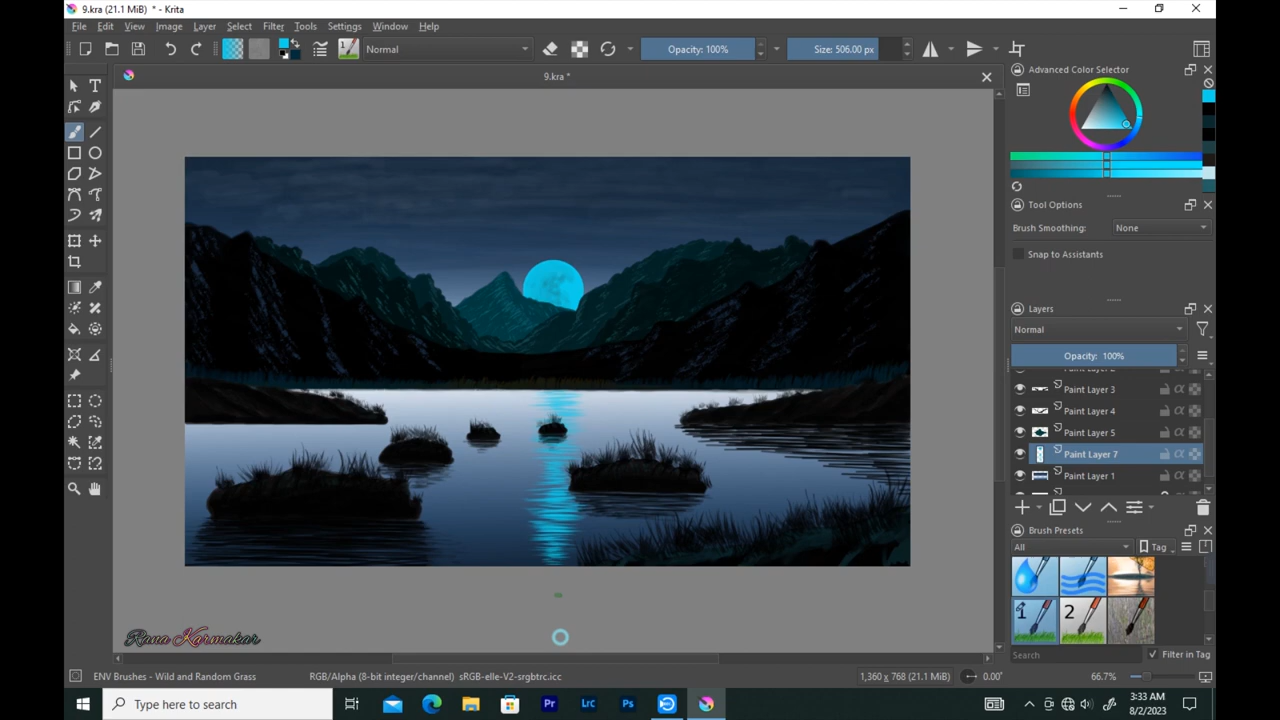 9.kra (21.1 MiB) * - Krita
File Edit View Image Layer Select Filter Tools Settings Window Help
Normal
Opacity: 100%
Size: 506.00 px
9.kra *
Advanced Color Selector
Tool Options
Brush Smoothing: None
Snap to Assistants
Layers
Normal
Opacity: 100%
Paint Layer 3
Paint Layer 4
Paint Layer 5
Paint Layer 7
Paint Layer 1
Brush Presets
All
Tag
1
2
Search
Filter in Tag
Rana Karmakar
ENV Brushes - Wild and Random Grass
RGB/Alpha (8-bit integer/channel) sRGB-elle-V2-srgbtrc.icc
1,360 x 768 (21.1 MiB)
0.00°
66.7%
Type here to search
Pr
Lrc
Ps
3:33 AM
8/2/2023